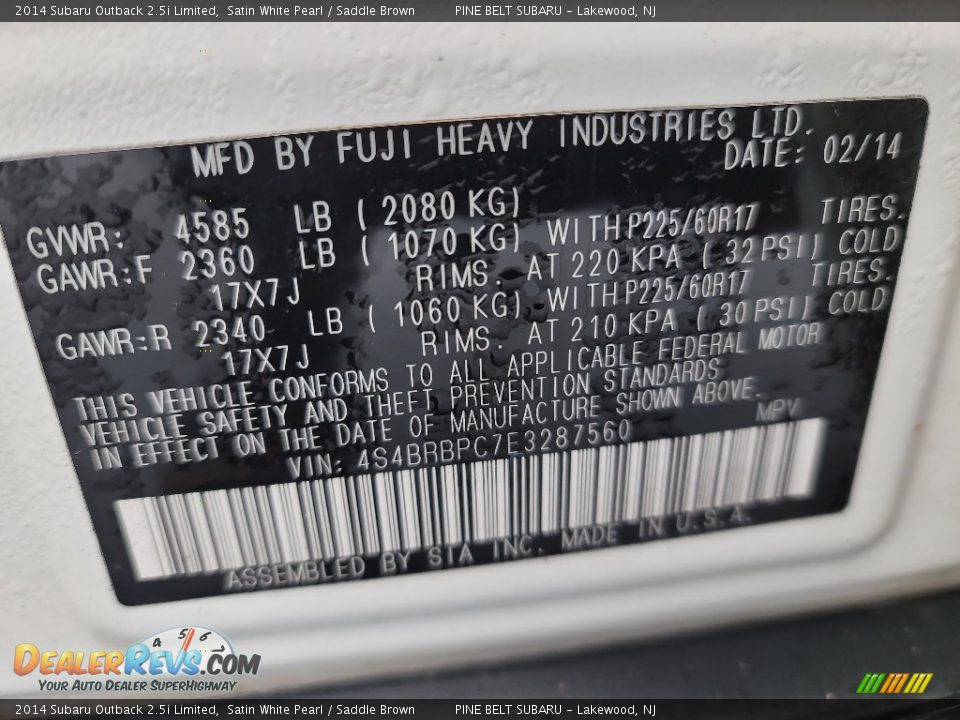 2014 Subaru Outback 2.5i Limited, Satin White Pearl / Saddle Brown PINE BELT SUBARU - Lakewood, NJ
MFD BY FUJI HEAVY INDUSTRIES LTD.
DATE: 02/14
GVWR: 4585 LB ( 2080 KG)
GAWR:F 2360 LB ( 1070 KG) WITH P225/60R17 TIRES.
17X7J RIMS. AT 220 KPA ( 32 PSI) COLD
GAWR:R 2340 LB ( 1060 KG) WITH P225/60R17 TIRES.
17X7J RIMS. AT 210 KPA ( 30 PSI) COLD
THIS VEHICLE CONFORMS TO ALL APPLICABLE FEDERAL MOTOR
VEHICLE SAFETY AND THEFT PREVENTION STANDARDS
IN EFFECT ON THE DATE OF MANUFACTURE SHOWN ABOVE.
VIN: 4S4BRBPC7E3287560 MPV
ASSEMBLED BY SIA INC. MADE IN U.S.A.
4 5 6
DealerRevs.com
Your Auto Dealer SuperHighway
2014 Subaru Outback 2.5i Limited, Satin White Pearl / Saddle Brown PINE BELT SUBARU - Lakewood, NJ